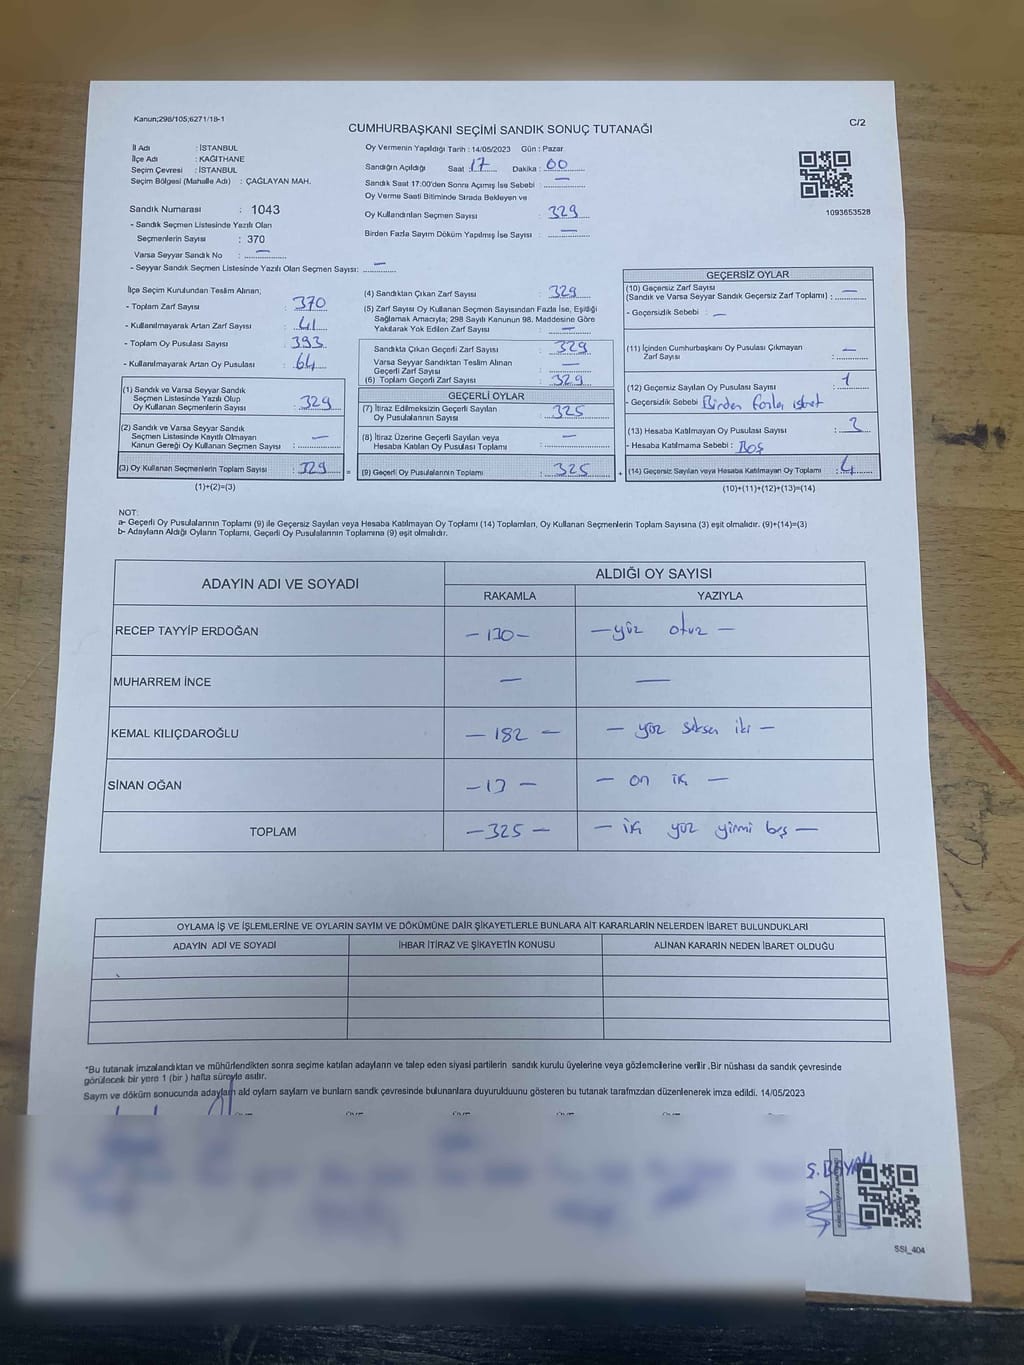 Kanun;298/105;6271/18-1
C/2
CUMHURBAŞKANI SEÇİMİ SANDIK SONUÇ TUTANAĞI
İl Adı : İSTANBUL
İlçe Adı : KAĞITHANE
Seçim Çevresi : İSTANBUL
Seçim Bölgesi (Mahalle Adı) : ÇAĞLAYAN MAH.
Sandık Numarası : 1043
- Sandık Seçmen Listesinde Yazılı Olan
Seçmenlerin Sayısı : 370
Varsa Seyyar Sandık No : —
- Seyyar Sandık Seçmen Listesinde Yazılı Olan Seçmen Sayısı: —
Oy Vermenin Yapıldığı Tarih : 14/05/2023 Gün : Pazar
Sandığın Açıldığı Saat : 17 Dakika : 00
Sandık Saat 17:00'den Sonra Açımış İse Sebebi : —
Oy Verme Saati Bitiminde Sırada Bekleyen ve
Oy Kullandırılan Seçmen Sayısı : 329
Birden Fazla Sayım Döküm Yapılmış İse Sayısı : —
1093653528
İlçe Seçim Kurulundan Teslim Alınan;
- Toplam Zarf Sayısı : 370
- Kullanılmayarak Artan Zarf Sayısı : 41
- Toplam Oy Pusulası Sayısı : 393
- Kullanılmayarak Artan Oy Pusulası : 64
(1) Sandık ve Varsa Seyyar Sandık
Seçmen Listesinde Yazılı Olup
Oy Kullanan Seçmenlerin Sayısı : 329
(2) Sandık ve Varsa Seyyar Sandık
Seçmen Listesinde Kayıtlı Olmayan
Kanun Gereği Oy Kullanan Seçmen Sayısı : —
(3) Oy Kullanan Seçmenlerin Toplam Sayısı : 329 =
(1)+(2)=(3)
(4) Sandıktan Çıkan Zarf Sayısı : 329
(5) Zarf Sayısı Oy Kullanan Seçmen Sayısından Fazla İse, Eşitliği
Sağlamak Amacıyla; 298 Sayılı Kanunun 98. Maddesine Göre
Yakılarak Yok Edilen Zarf Sayısı : —
Sandıkta Çıkan Geçerli Zarf Sayısı : 329
Varsa Seyyar Sandıktan Teslim Alınan
Geçerli Zarf Sayısı : —
(6) Toplam Geçerli Zarf Sayısı : 329
GEÇERLİ OYLAR
(7) İtiraz Edilmeksizin Geçerli Sayılan
Oy Pusulalarının Toplamı : 325
(8) İtiraz Üzerine Geçerli Sayılan veya
Hesaba Katılan Oy Pusulası Toplamı : —
(9) Geçerli Oy Pusulalarının Toplamı : 325 +
GEÇERSİZ OYLAR
(10) Geçersiz Zarf Sayısı
(Sandık ve Varsa Seyyar Sandık Geçersiz Zarf Toplamı) : —
- Geçersizlik Sebebi : —
(11) İçinden Cumhurbaşkanı Oy Pusulası Çıkmayan
Zarf Sayısı : —
(12) Geçersiz Sayılan Oy Pusulası Sayısı : 1
- Geçersizlik Sebebi : Birden fazla işaret
(13) Hesaba Katılmayan Oy Pusulası Sayısı : 3
- Hesaba Katılmama Sebebi : Boş
(14) Geçersiz Sayılan veya Hesaba Katılmayan Oy Toplamı : 4
(10)+(11)+(12)+(13)=(14)
NOT:
a- Geçerli Oy Pusulalarının Toplamı (9) ile Geçersiz Sayılan veya Hesaba Katılmayan Oy Toplamı (14) Toplamları, Oy Kullanan Seçmenlerin Toplam Sayısına (3) eşit olmalıdır. (9)+(14)=(3)
b- Adayların Aldığı Oyların Toplamı, Geçerli Oy Pusulalarının Toplamına (9) eşit olmalıdır.
ADAYIN ADI VE SOYADI
ALDIĞI OY SAYISI
RAKAMLA YAZIYLA
RECEP TAYYİP ERDOĞAN —130— —yüz otuz—
MUHARREM İNCE — —
KEMAL KILIÇDAROĞLU —182— —yüz seksen iki—
SİNAN OĞAN —13— —on iki—
TOPLAM —325— —iki yüz yirmi beş—
OYLAMA İŞ VE İŞLEMLERİNE VE OYLARIN SAYIM VE DÖKÜMÜNE DAİR ŞİKAYETLERLE BUNLARA AİT KARARLARIN NELERDEN İBARET BULUNDUKLARI
ADAYIN ADI VE SOYADI İHBAR İTİRAZ VE ŞİKAYETİN KONUSU ALINAN KARARIN NEDEN İBARET OLDUĞU
*Bu tutanak imzalandıktan ve mühürlendikten sonra seçime katılan adayların ve talep eden siyasi partilerin sandık kurulu üyelerine veya gözlemcilerine verilir .Bir nüshası da sandık çevresinde
görülecek bir yere 1 (bir ) hafta süreyle asılır.
Sayım ve döküm sonucunda adayların aldı oyların sayların ve bunların sandık çevresinde bulunanlara duyurulduunu gösteren bu tutanak tarafımızdan düzenlenerek imza edildi. 14/05/2023
SSI_404